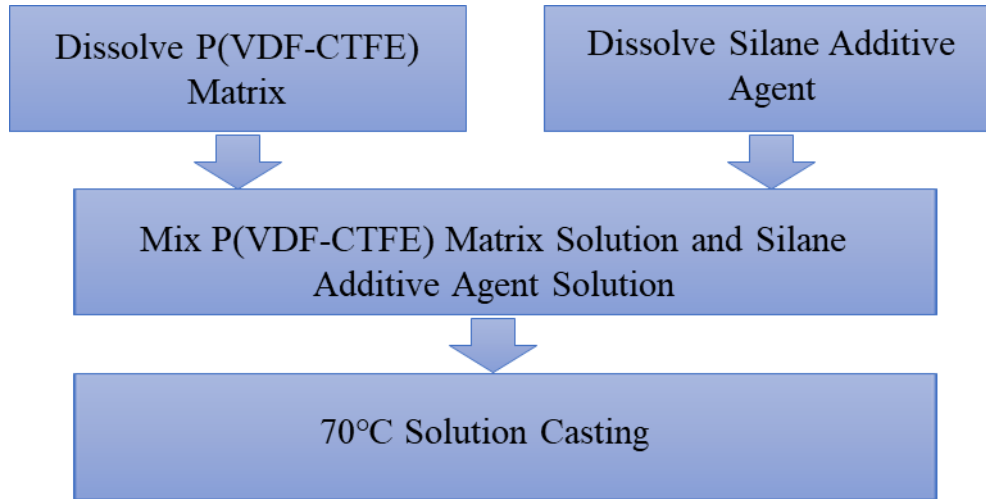 Dissolve P(VDF-CTFE)
Matrix
Dissolve Silane Additive
Agent
Mix P(VDF-CTFE) Matrix Solution and Silane
Additive Agent Solution
70℃ Solution Casting